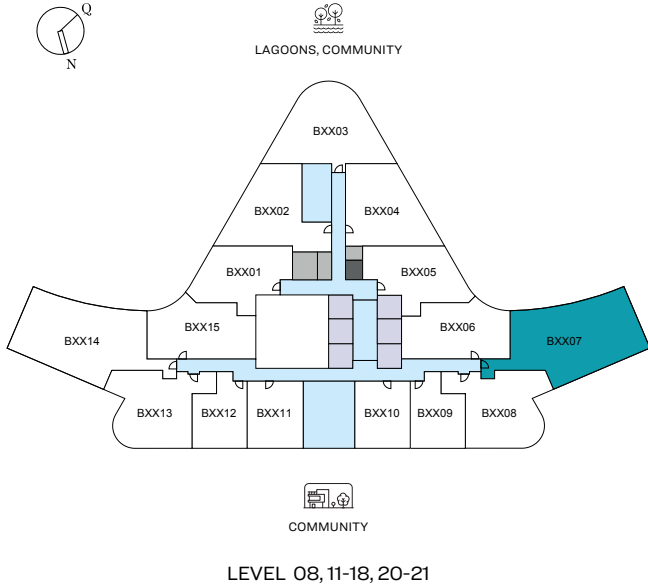 Q
N
LAGOONS, COMMUNITY
BXX03
BXX02
BXX04
BXX01
BXX05
BXX15
BXX06
BXX14
BXX07
BXX13
BXX12
BXX11
BXX10
BXX09
BXX08
COMMUNITY
LEVEL 08, 11-18, 20-21